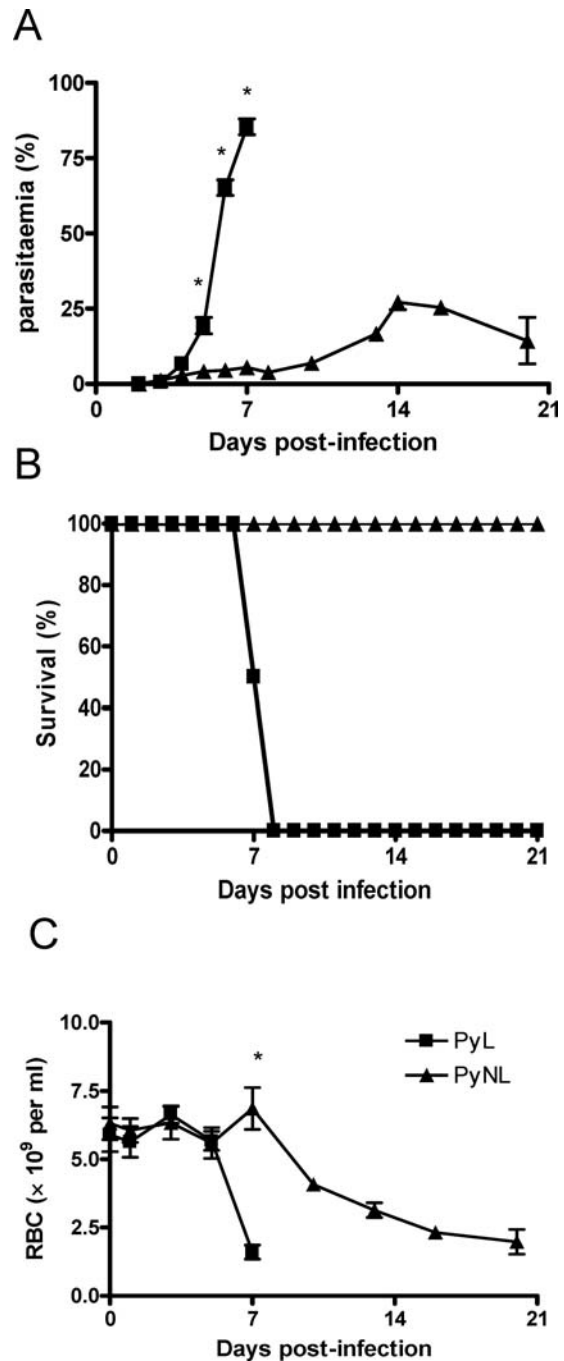 A
100
75
50
25
0
parasitaemia (%)
* * *
0 7 14 21
Days post-infection
B
100
80
60
40
20
0
Survival (%)
0 7 14 21
Days post infection
C
10.0
7.5
5.0
2.5
0.0
RBC (× 10⁹ per ml)
*
PyL
PyNL
0 7 14 21
Days post-infection